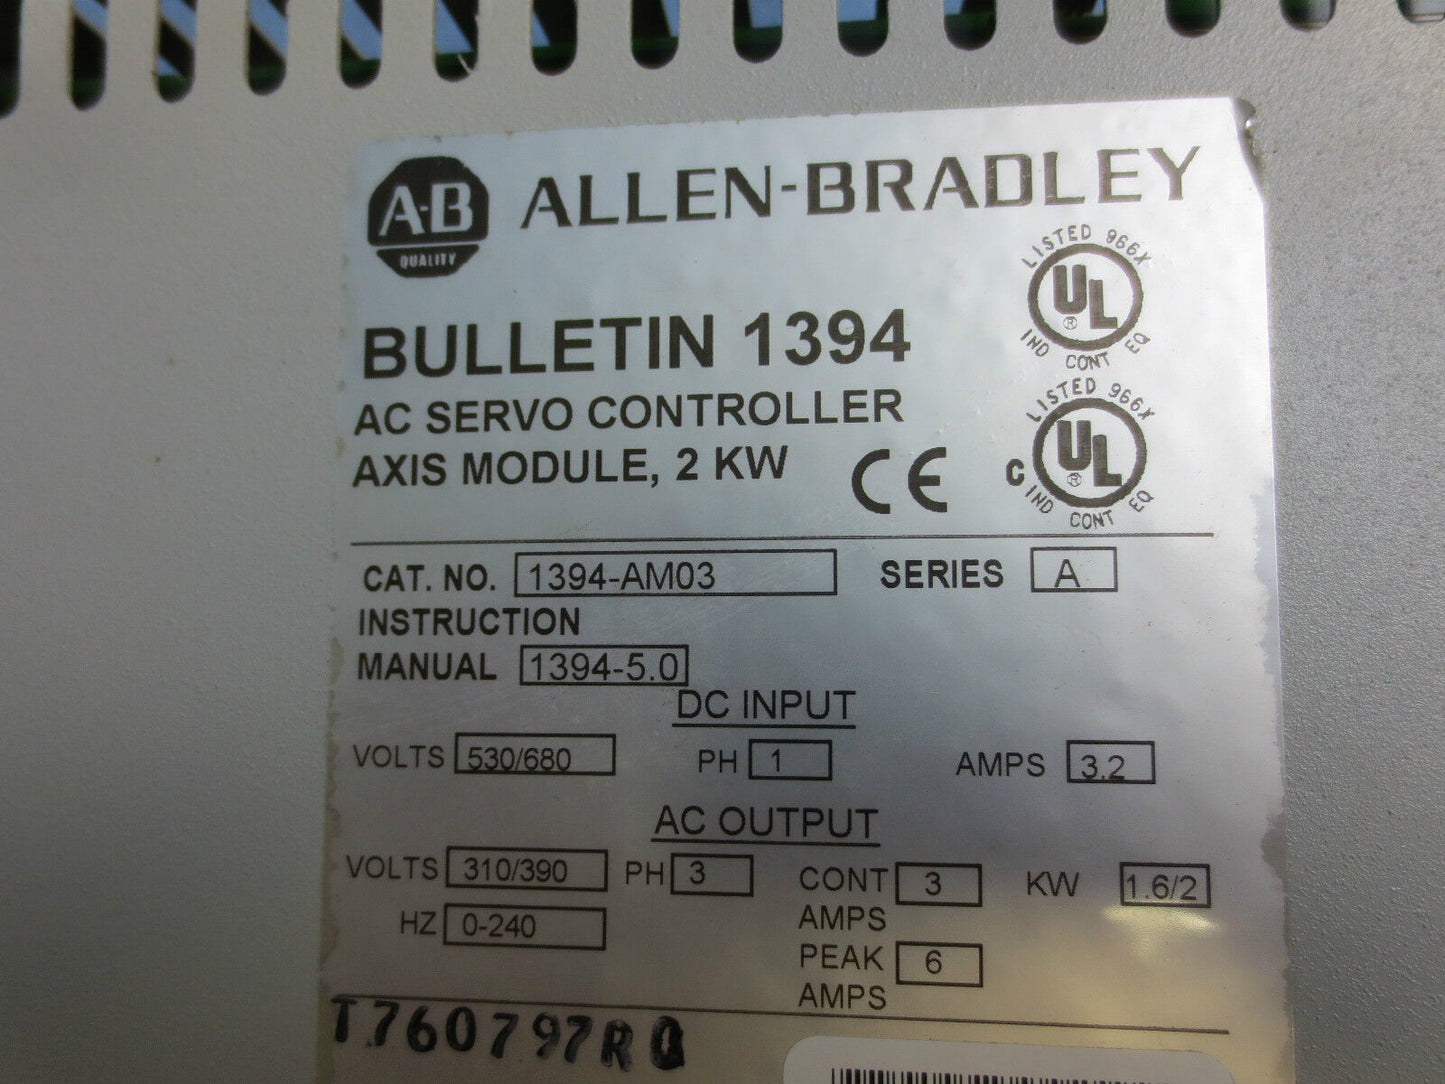 A-B QUALITY ALLEN-BRADLEY
LISTED 966X
UL ®
IND CONT EQ
BULLETIN 1394
AC SERVO CONTROLLER
AXIS MODULE, 2 KW
CE
LISTED 966X
C UL ®
IND CONT EQ
CAT. NO. 1394-AM03 SERIES A
INSTRUCTION
MANUAL 1394-5.0
DC INPUT
VOLTS 530/680 PH 1 AMPS 3.2
AC OUTPUT
VOLTS 310/390 PH 3 CONT 3 KW 1.6/2
AMPS
HZ 0-240
PEAK 6
AMPS